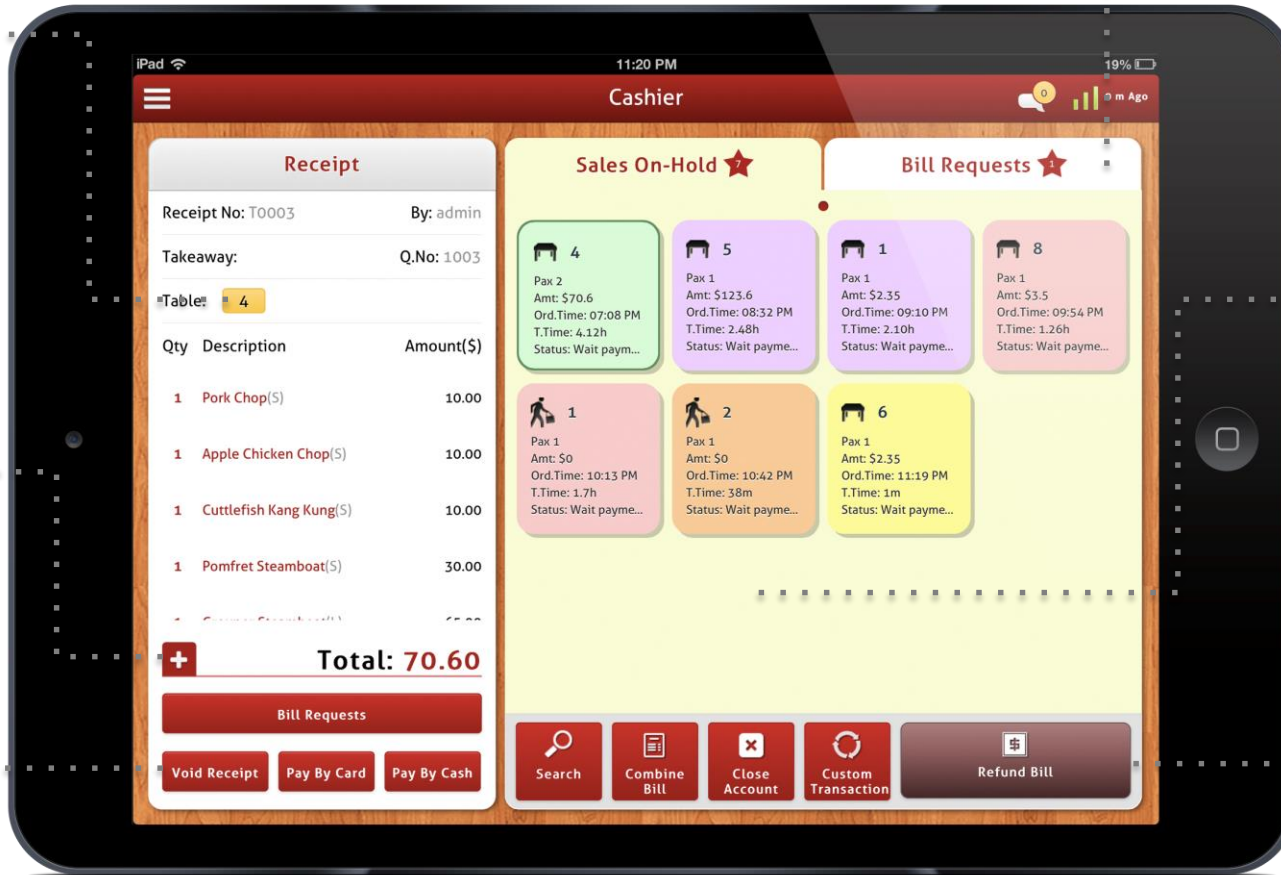 iPad 11:20 PM 19%
Cashier 0 m Ago
Receipt
Receipt No: T0003 By: admin
Takeaway: Q.No: 1003
Table: 4
Qty Description Amount($)
1 Pork Chop(S) 10.00
1 Apple Chicken Chop(S) 10.00
1 Cuttlefish Kang Kung(S) 10.00
1 Pomfret Steamboat(S) 30.00
Total: 70.60
Bill Requests
Void Receipt Pay By Card Pay By Cash
Sales On-Hold 7
Bill Requests 1
4
Pax 2
Amt: $70.6
Ord.Time: 07:08 PM
T.Time: 4.12h
Status: Wait paym...
5
Pax 1
Amt: $123.6
Ord.Time: 08:32 PM
T.Time: 2.48h
Status: Wait payme...
1
Pax 1
Amt: $2.35
Ord.Time: 09:10 PM
T.Time: 2.10h
Status: Wait payme...
8
Pax 1
Amt: $3.5
Ord.Time: 09:54 PM
T.Time: 1.26h
Status: Wait payme...
1
Pax 1
Amt: $0
Ord.Time: 10:13 PM
T.Time: 1.7h
Status: Wait payme...
2
Pax 1
Amt: $0
Ord.Time: 10:42 PM
T.Time: 38m
Status: Wait payme...
6
Pax 1
Amt: $2.35
Ord.Time: 11:19 PM
T.Time: 1m
Status: Wait payme...
Search
Combine
Bill
Close
Account
Custom
Transaction
Refund Bill